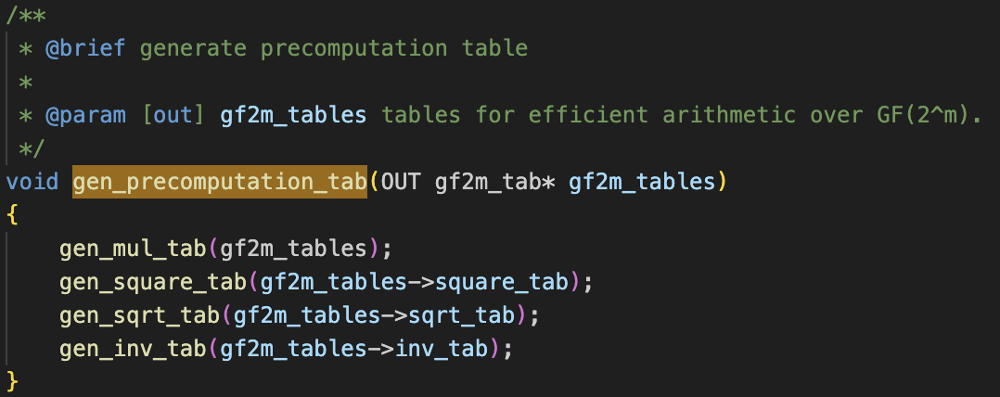 /**
 * @brief generate precomputation table
 *
 * @param [out] gf2m_tables tables for efficient arithmetic over GF(2^m).
 */
void gen_precomputation_tab(OUT gf2m_tab* gf2m_tables)
{
    gen_mul_tab(gf2m_tables);
    gen_square_tab(gf2m_tables->square_tab);
    gen_sqrt_tab(gf2m_tables->sqrt_tab);
    gen_inv_tab(gf2m_tables->inv_tab);
}